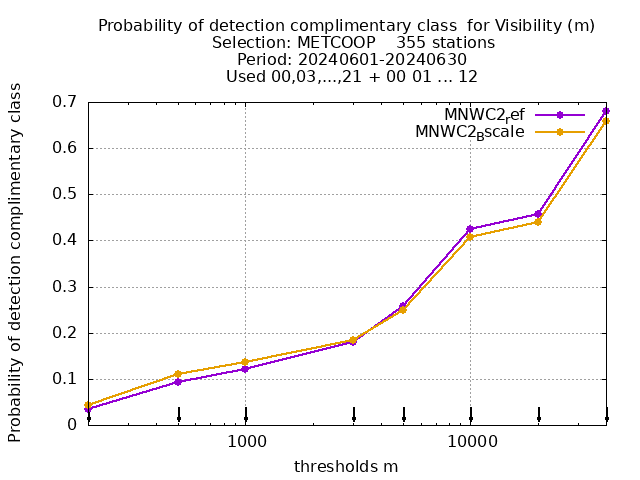 Probability of detection complimentary class  for Visibility (m)
Selection: METCOOP    355 stations
Period: 20240601-20240630
Used 00,03,...,21 + 00 01 ... 12
MNWC2ref
MNWC2Bscale
Probability of detection complimentary class
0.7
0.6
0.5
0.4
0.3
0.2
0.1
0
1000 10000
thresholds m